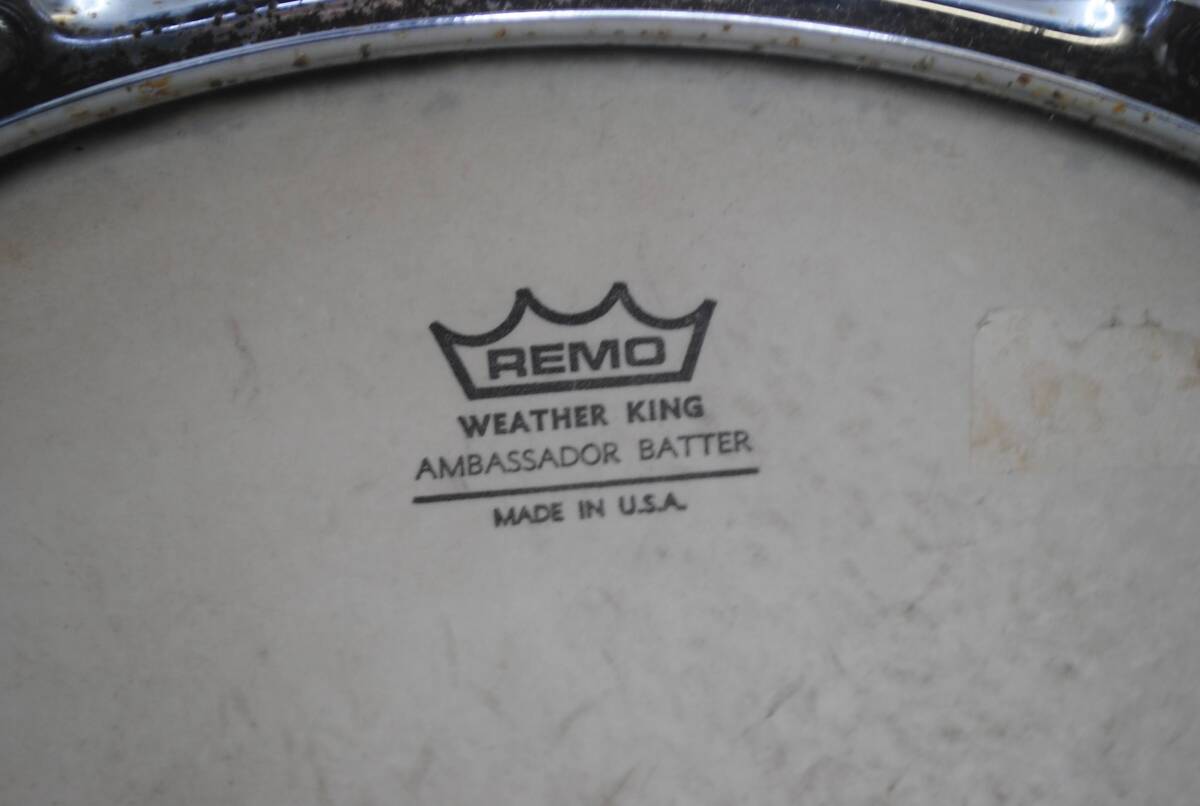 REMO
WEATHER KING
AMBASSADOR BATTER
MADE IN U.S.A.